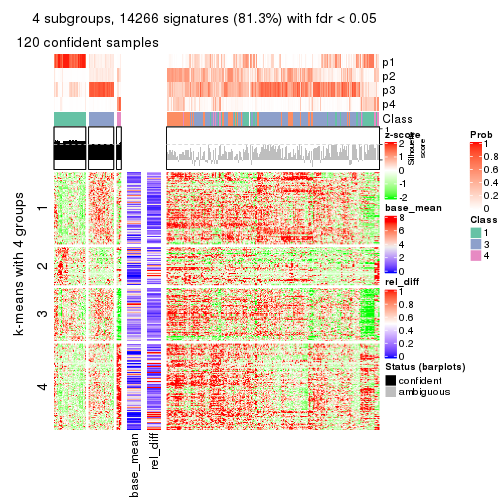 4 subgroups, 14266 signatures (81.3%) with fdr < 0.05
120 confident samples
p1
p2
p3
p4
Class
1
Silhouette
score
k-means with 4 groups
1
2
3
4
base_mean
rel_diff
z-score
2
1
0
-1
-2
base_mean
8
6
4
2
0
rel_diff
1
0.8
0.6
0.4
0.2
0
Status (barplots)
confident
ambiguous
Prob
1
0.8
0.6
0.4
0.2
0
Class
1
3
4